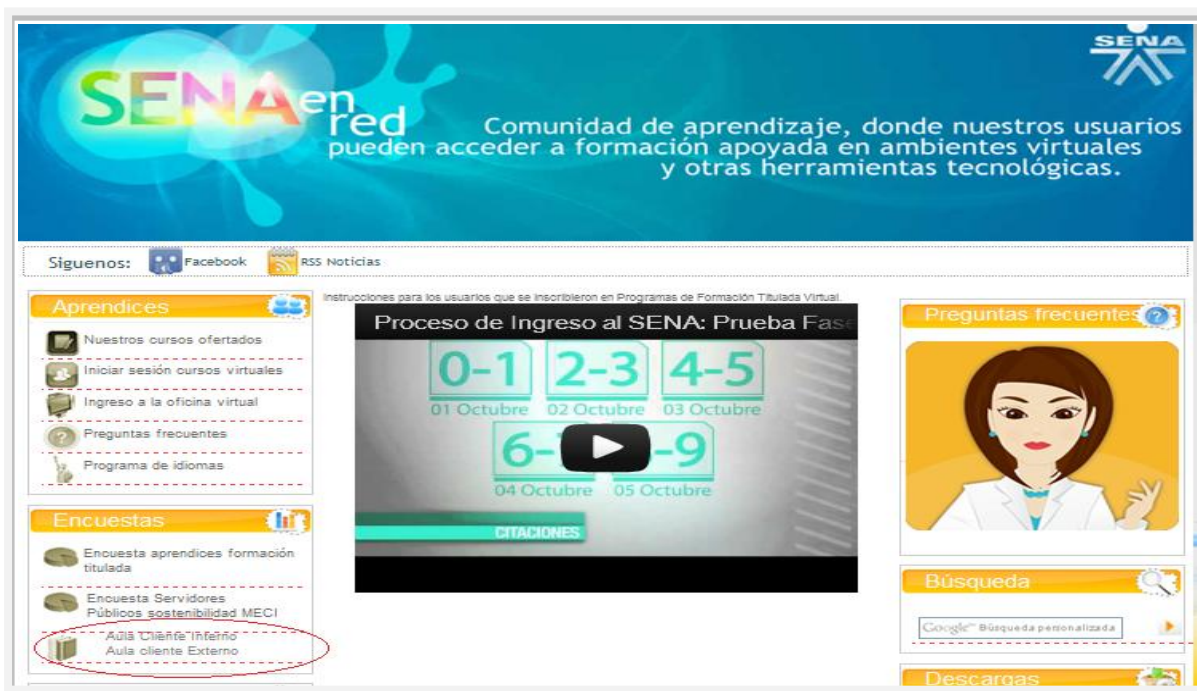 SENA
SENA en
red
Comunidad de aprendizaje, donde nuestros usuarios
pueden acceder a formación apoyada en ambientes virtuales
y otras herramientas tecnológicas.
Siguenos: Facebook RSS Noticias
Aprendices
Nuestros cursos ofertados
Iniciar sesión cursos virtuales
Ingreso a la oficina virtual
Preguntas frecuentes
Programa de idiomas
Encuestas
Encuesta aprendices formación
titulada
Encuesta Servidores
Públicos sostenibilidad MECI
Aula Cliente Interno
Aula cliente Externo
Instrucciones para los usuarios que se inscribieron en Programas de Formación Titulada Virtual.
Proceso de Ingreso al SENA: Prueba Fase
0-1 2-3 4-5
01 Octubre 02 Octubre 03 Octubre
6- -9
04 Octubre 05 Octubre
CITACIONES
Preguntas frecuentes
Búsqueda
Google™ Búsqueda personalizada
Descargas